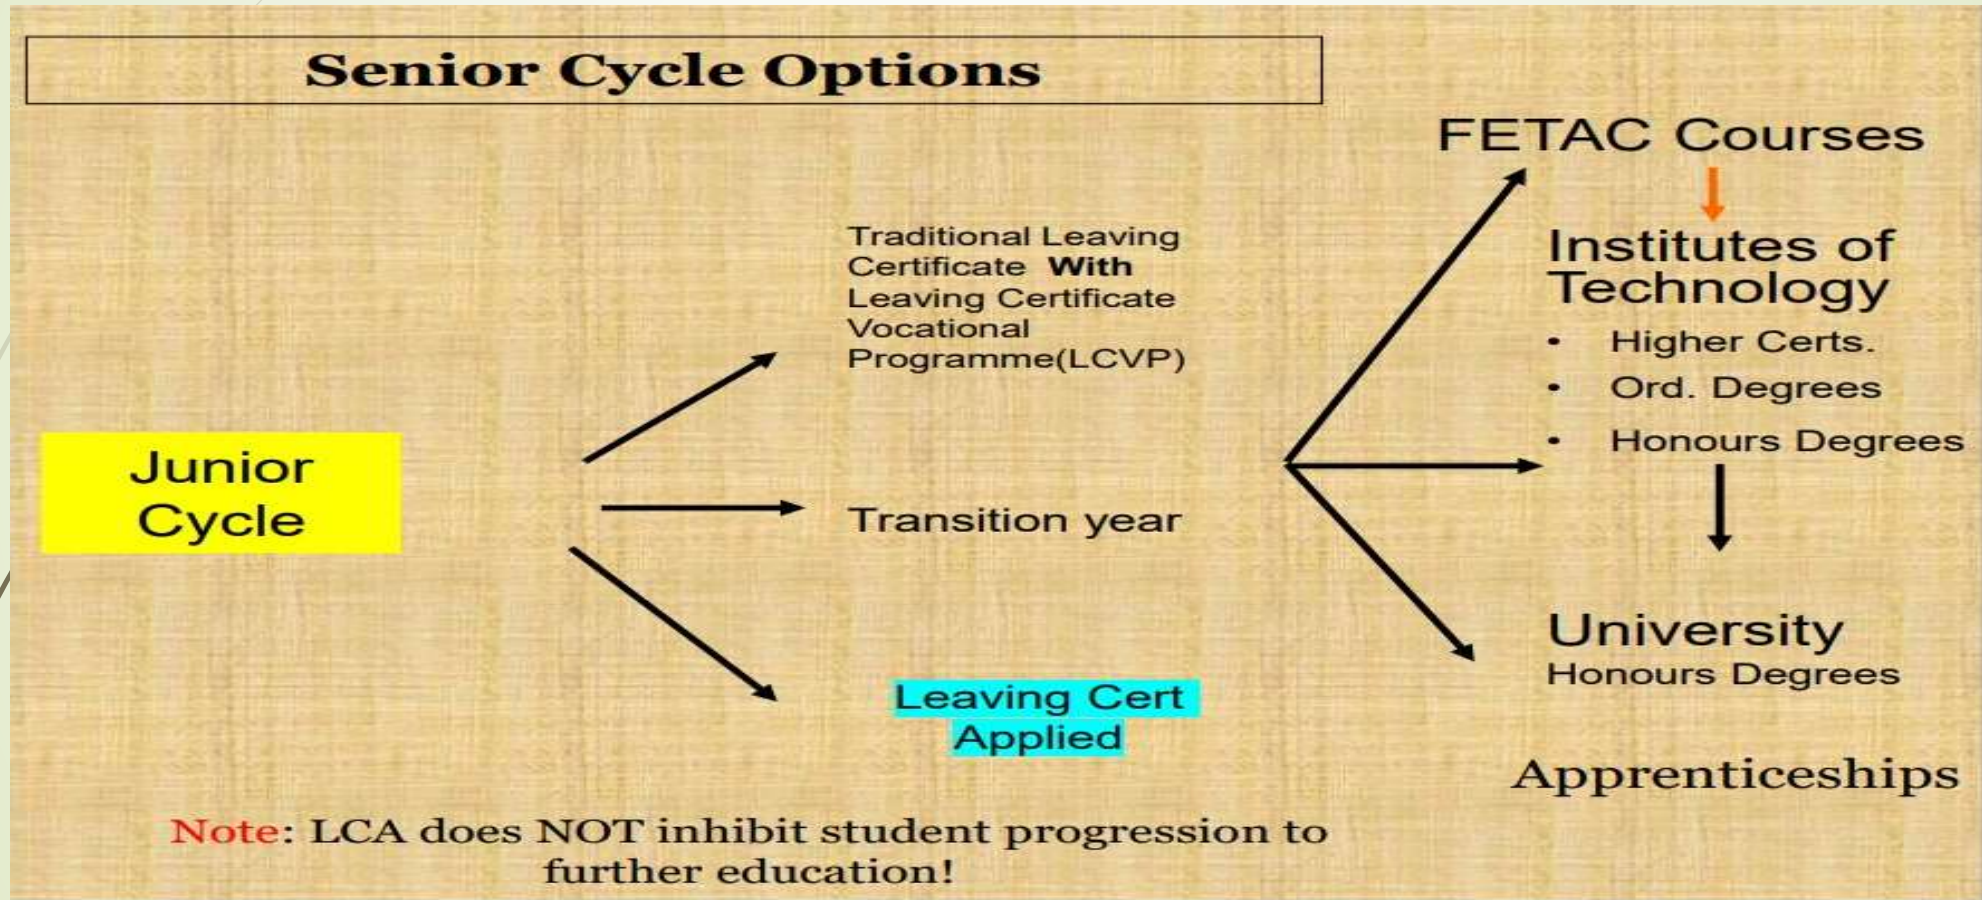 Senior Cycle Options
Junior
Cycle
Traditional Leaving
Certificate With
Leaving Certificate
Vocational
Programme(LCVP)
Transition year
Leaving Cert
Applied
FETAC Courses
Institutes of
Technology
• Higher Certs.
• Ord. Degrees
• Honours Degrees
University
Honours Degrees
Apprenticeships
Note: LCA does NOT inhibit student progression to
further education!